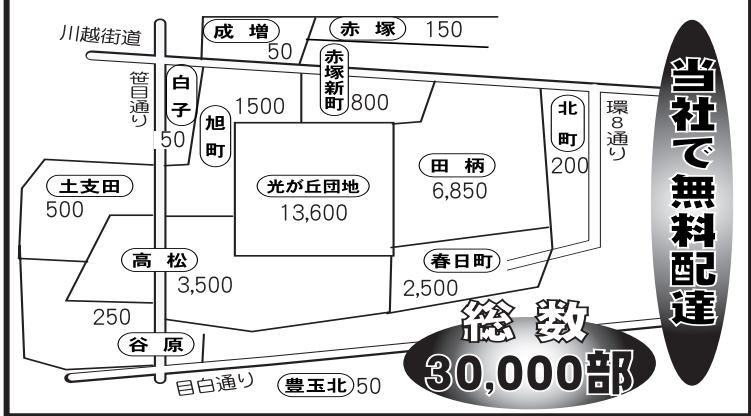 川越街道
成増
50
赤塚
150
笹目通り
白子
50
旭町
1500
赤塚新町
800
北町
200
環8通り
当社で無料配達
土支田
500
光が丘団地
13,600
田柄
6,850
高松
3,500
春日町
2,500
250
谷原
総数
30,000部
目白通り
豊玉北
50